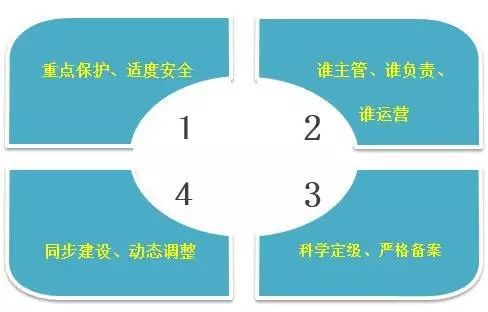 重点保护、适度安全
谁主管、谁负责、
谁运营
1
2
4
3
同步建设、动态调整
科学定级、严格备案